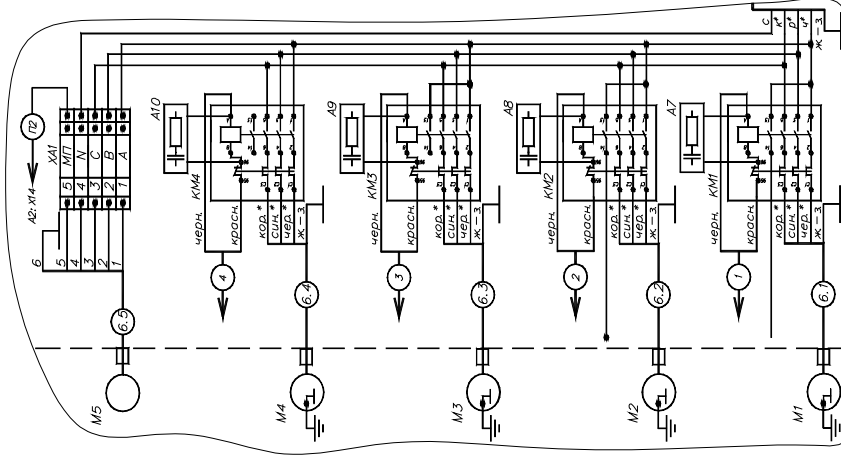 А2: Х14
П2
ХА1
5 МП
4 N
3 С
2 В
1 А
6
5
4
3
2
1
6.5
М5
А10
КМ4
черн.
красн.
кор.*
син.*
чер.*
ж-з.
4
6.4
М4
А9
КМ3
черн.
красн.
кор.*
син.*
чер.*
ж-з.
3
6.3
М3
А8
КМ2
черн.
красн.
кор.*
син.*
чер.*
ж-з.
2
6.2
М2
А7
КМ1
черн.
красн.
кор.*
син.*
чер.*
ж-з.
1
6.1
М1
с
к*
р*
ч*
ж-з.